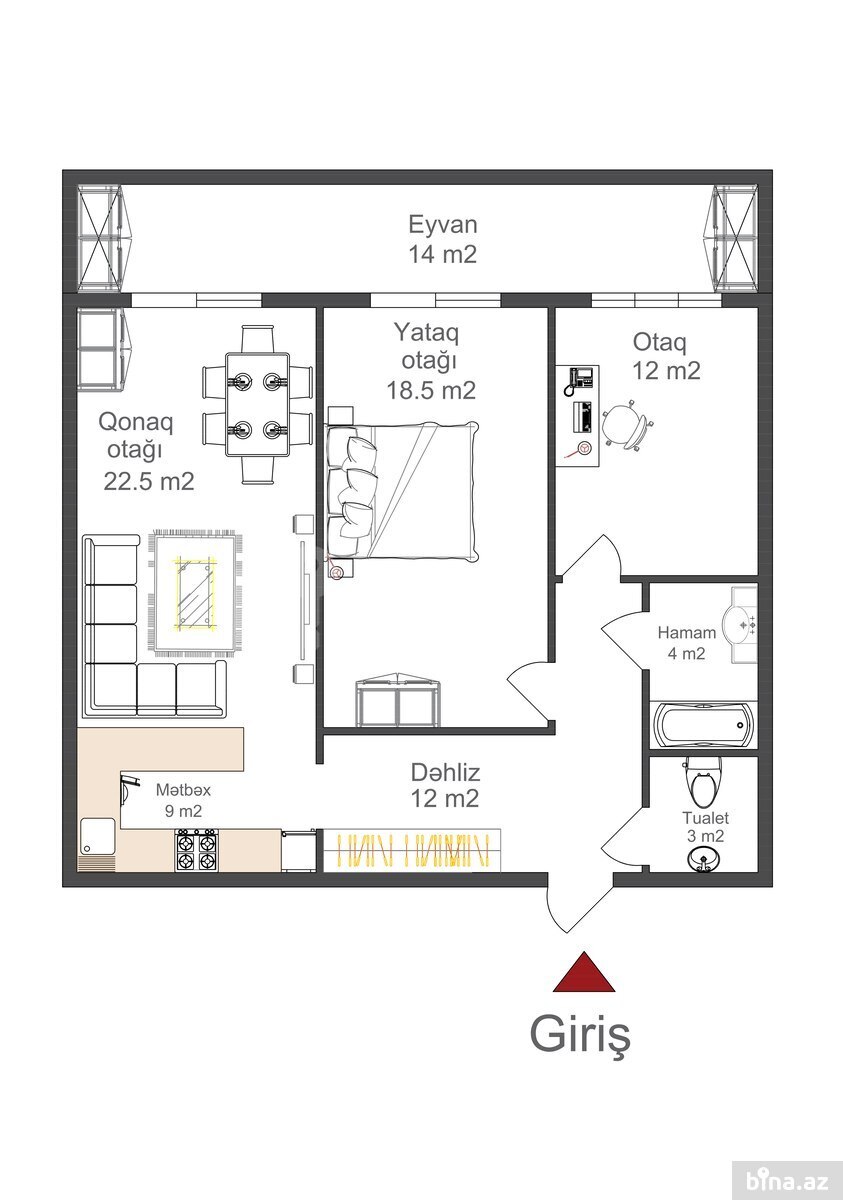 Eyvan
14 m2
Yataq
otağı
18.5 m2
Otaq
12 m2
Qonaq
otağı
22.5 m2
Hamam
4 m2
Dəhliz
12 m2
Mətbəx
9 m2
Tualet
3 m2
Giriş
bina.az